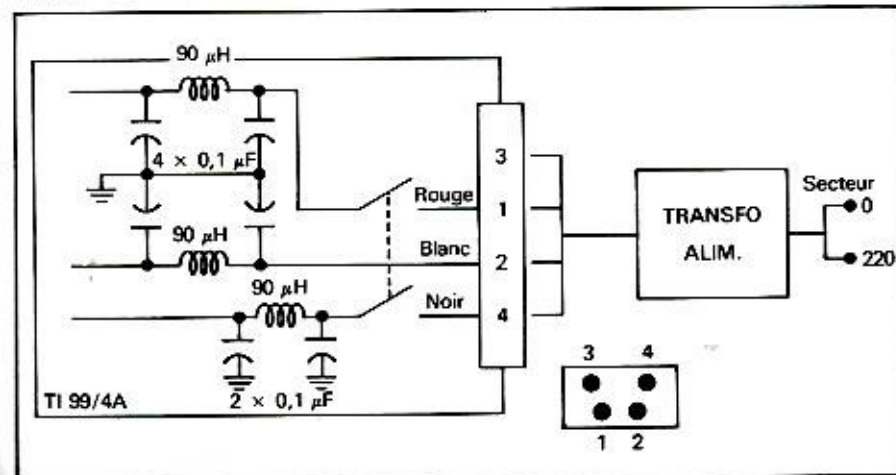 90 μH
4 × 0,1 μF
90 μH
90 μH
2 × 0,1 μF
TI 99/4A
Rouge
Blanc
Noir
3
1
2
4
TRANSFO
ALIM.
Secteur
0
220
3 4
1 2